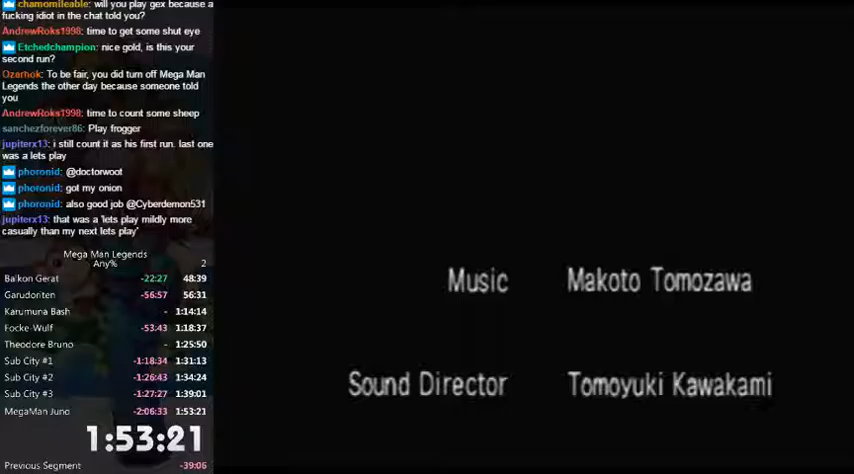 chamomileable: will you play gex because a
fucking idiot in the chat told you?
AndrewRoks1998: time to get some shut eye
Etchedchampion: nice gold, is this your
second run?
Ozerhok: To be fair, you did turn off Mega Man
Legends the other day because someone told
you
AndrewRoks1998: time to count some sheep
sanchezforever86: Play frogger
jupiterx13: i still count it as his first run. last one
was a lets play
phoronid: @doctorwoot
phoronid: got my onion
phoronid: also good job @Cyberdemon531
jupiterx13: that was a 'lets play mildly more
casually than my next lets play'
Mega Man Legends
Any% 2
Balkon Gerat -22:27 48:39
Garudoriten -56:57 56:31
Karumuna Bash - 1:14:14
Focke-Wulf -53:43 1:18:37
Theodore Bruno - 1:25:50
Sub City #1 -1:18:34 1:31:13
Sub City #2 -1:26:43 1:34:24
Sub City #3 -1:27:27 1:39:01
MegaMan Juno -2:06:33 1:53:21
1:53:21
Previous Segment -39:06
Music Makoto Tomozawa
Sound Director Tomoyuki Kawakami